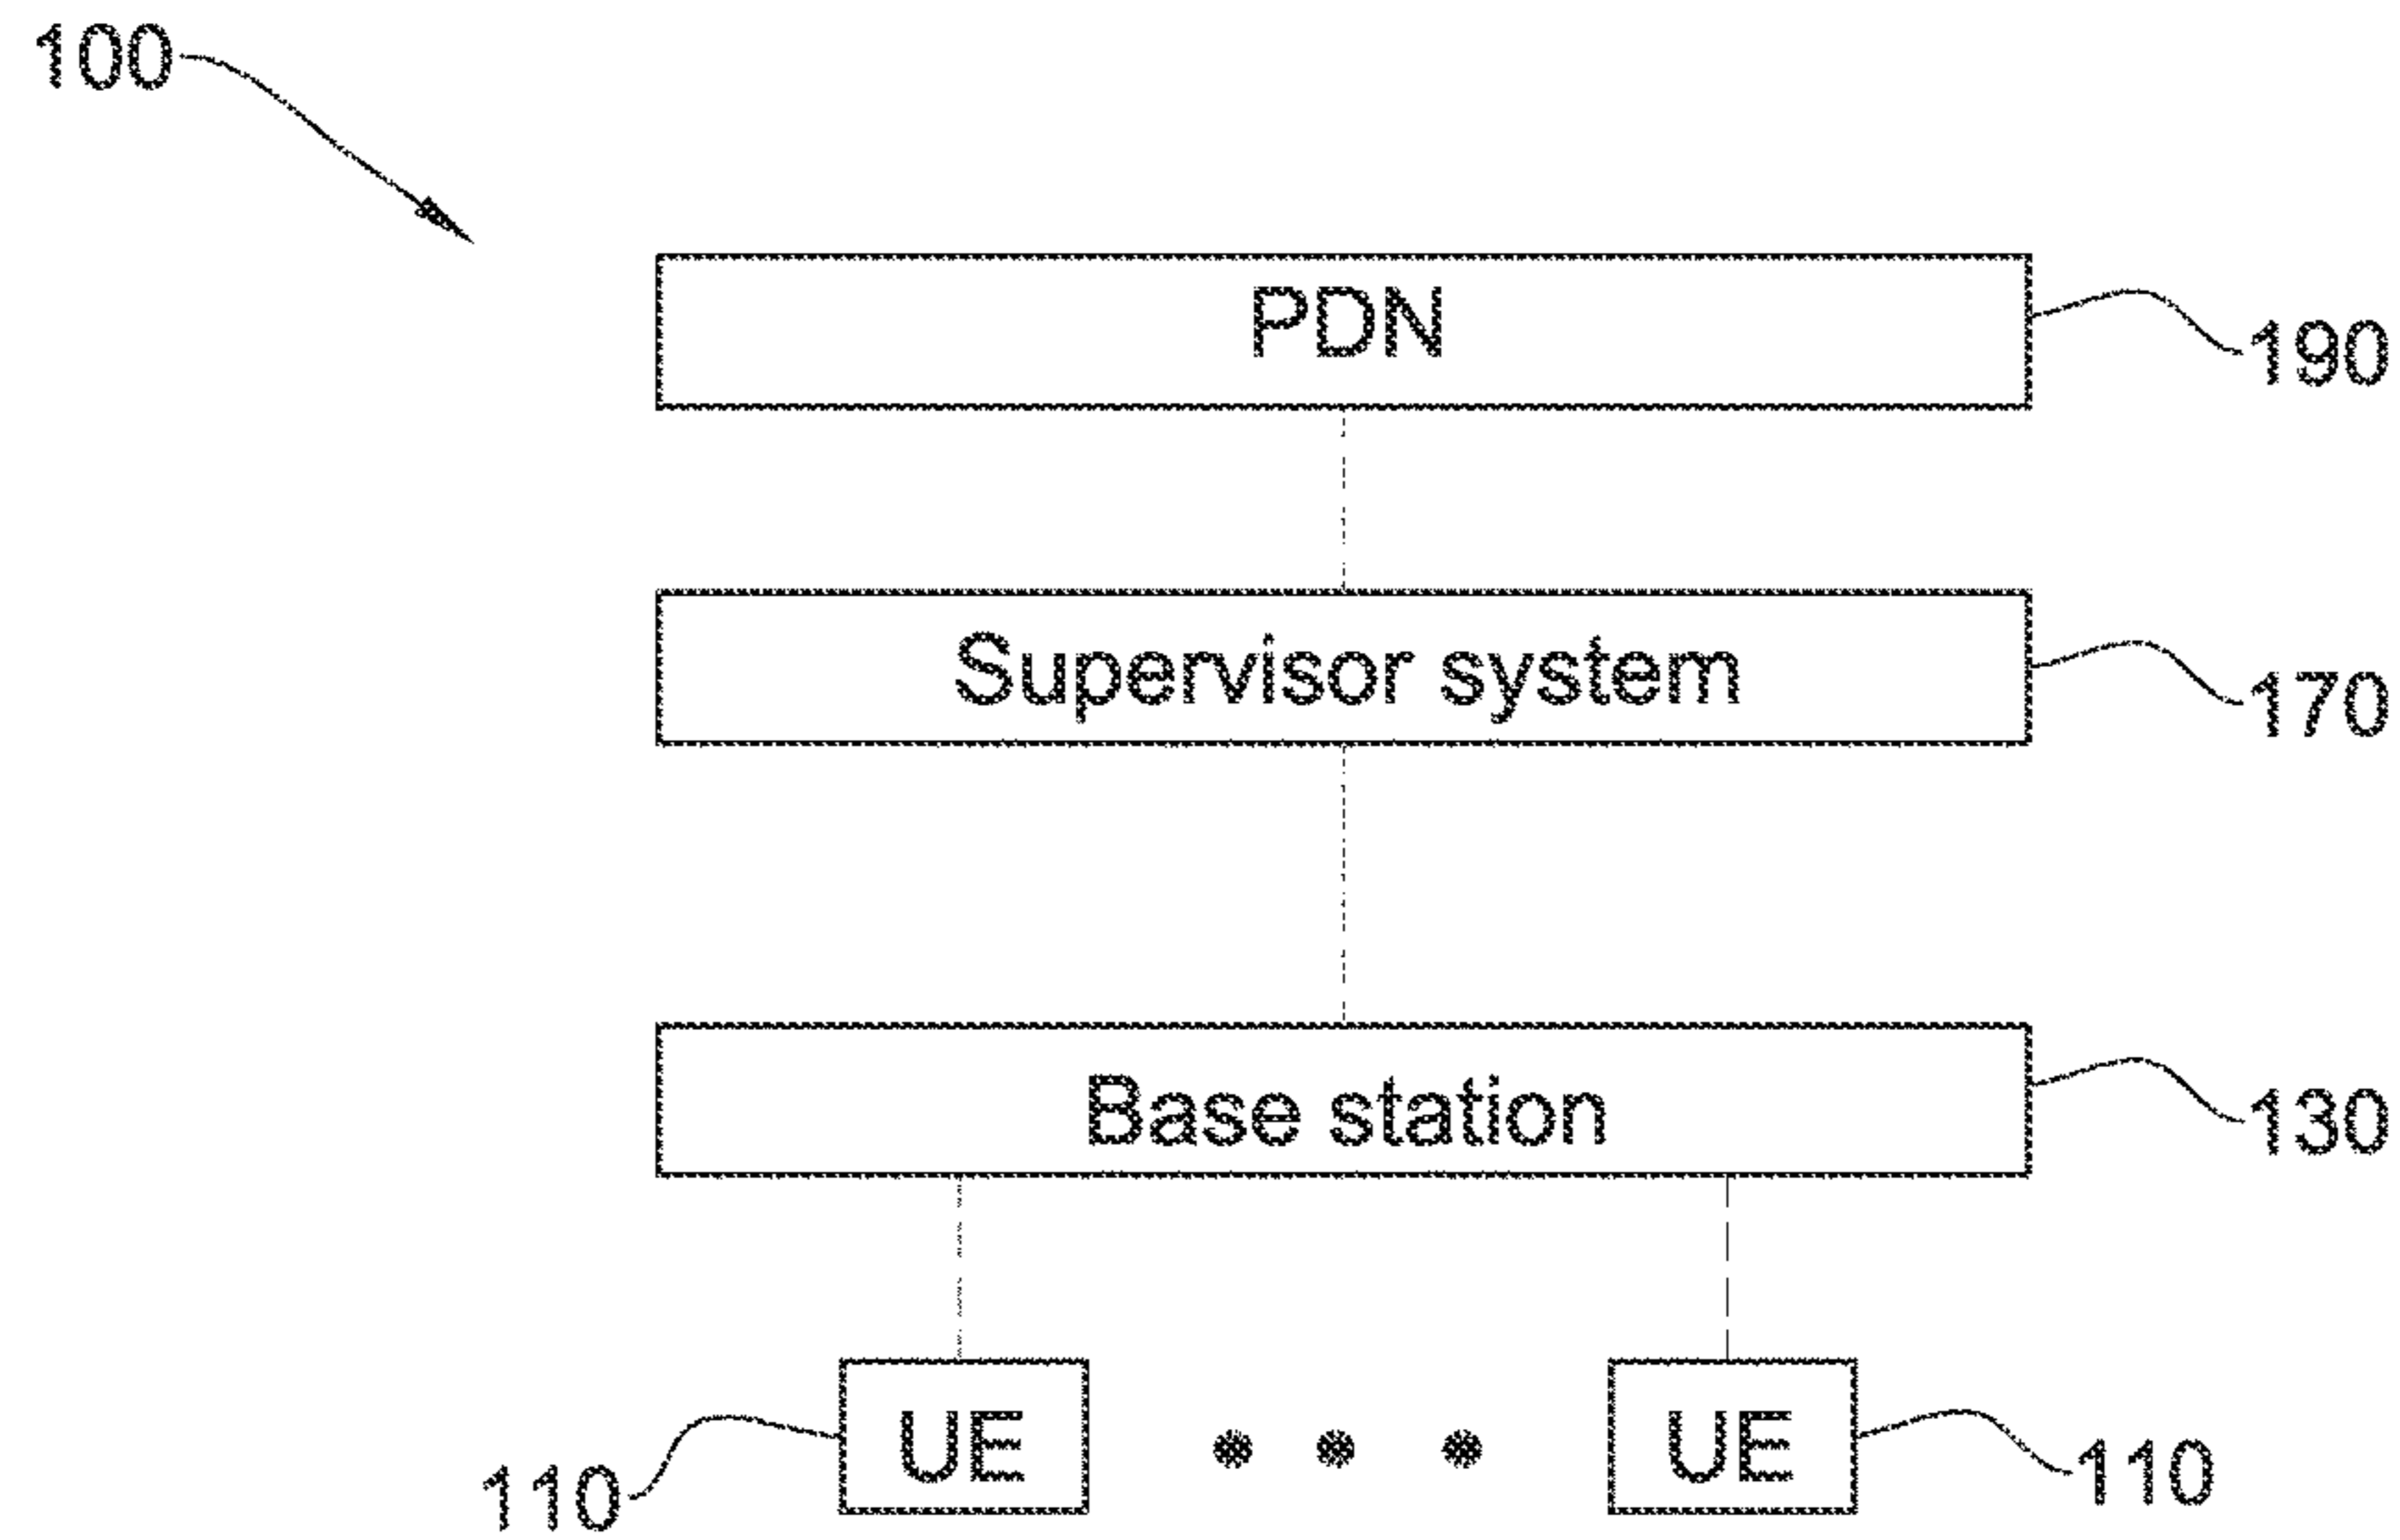 100
PDN
190
Supervisor system
170
Base station
130
UE
UE
110
110